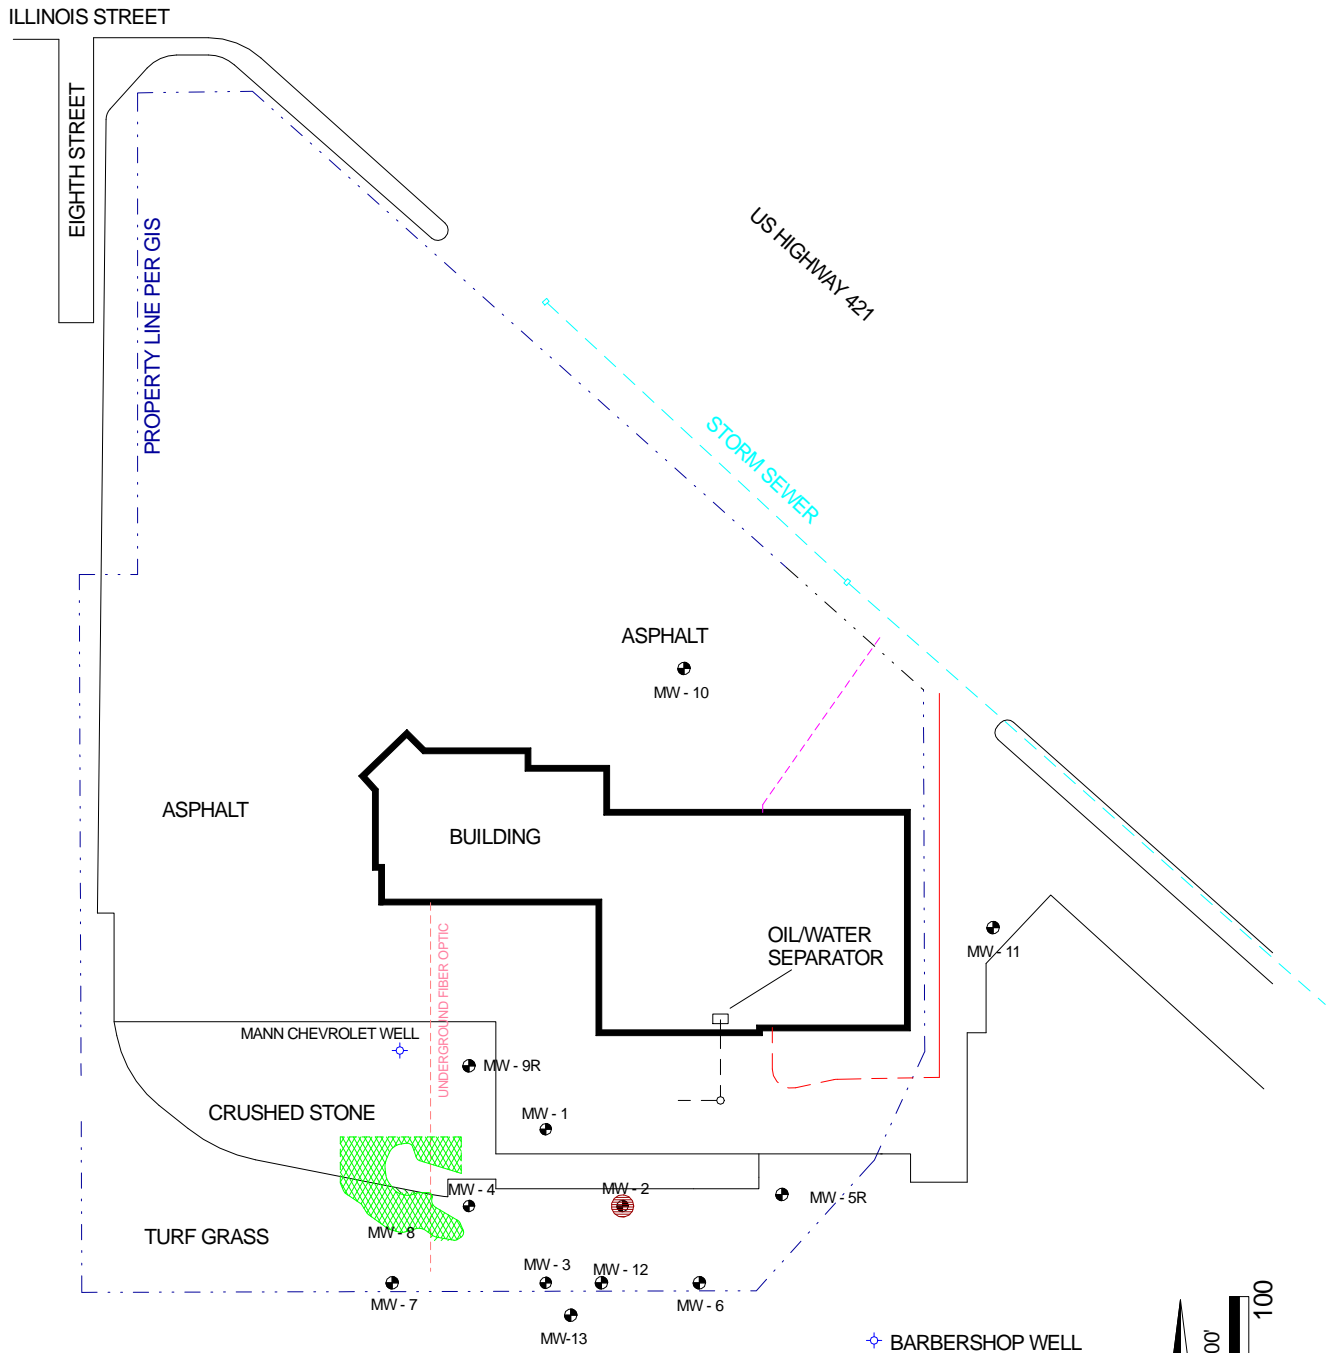 ILLINOIS STREET
EIGHTH STREET
PROPERTY LINE PER GIS
US HIGHWAY 421
STORM SEWER
ASPHALT
MW - 10
ASPHALT
BUILDING
OIL/WATER
SEPARATOR
MW - 11
UNDERGROUND FIBER OPTIC
MANN CHEVROLET WELL
MW - 9R
CRUSHED STONE
MW - 1
MW - 4
MW - 2
MW - 5R
MW - 8
TURF GRASS
MW - 3
MW - 12
MW - 7
MW - 6
MW-13
BARBERSHOP WELL
100
00'